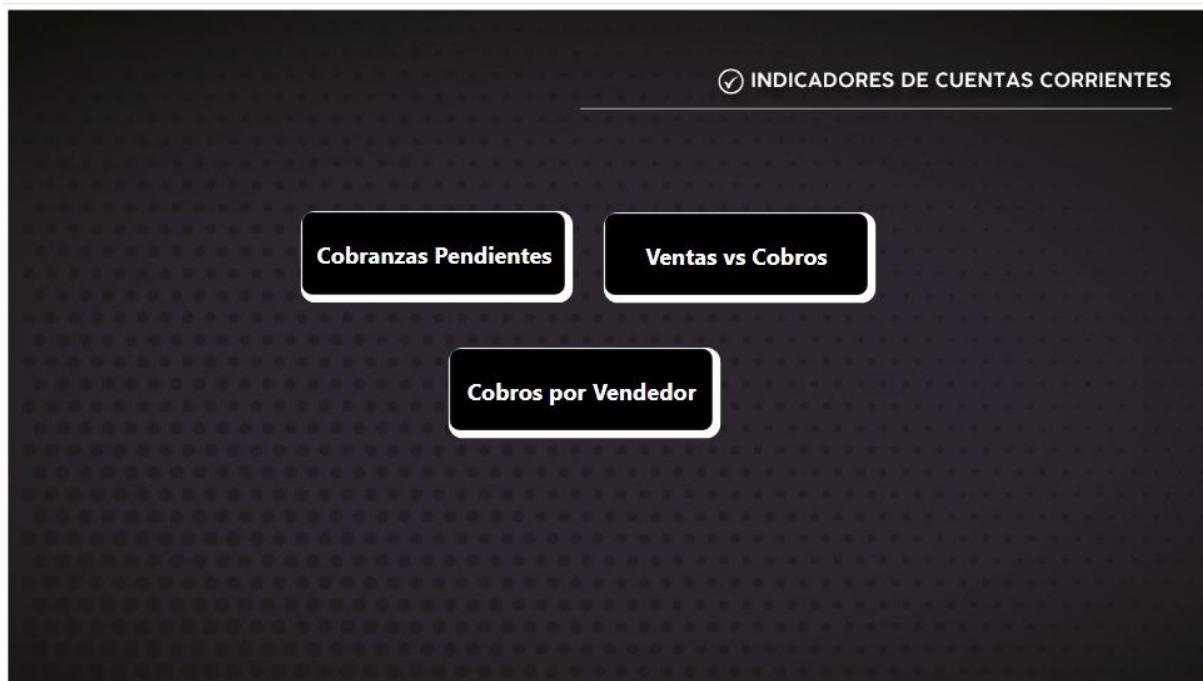 INDICADORES DE CUENTAS CORRIENTES
Cobranzas Pendientes
Ventas vs Cobros
Cobros por Vendedor